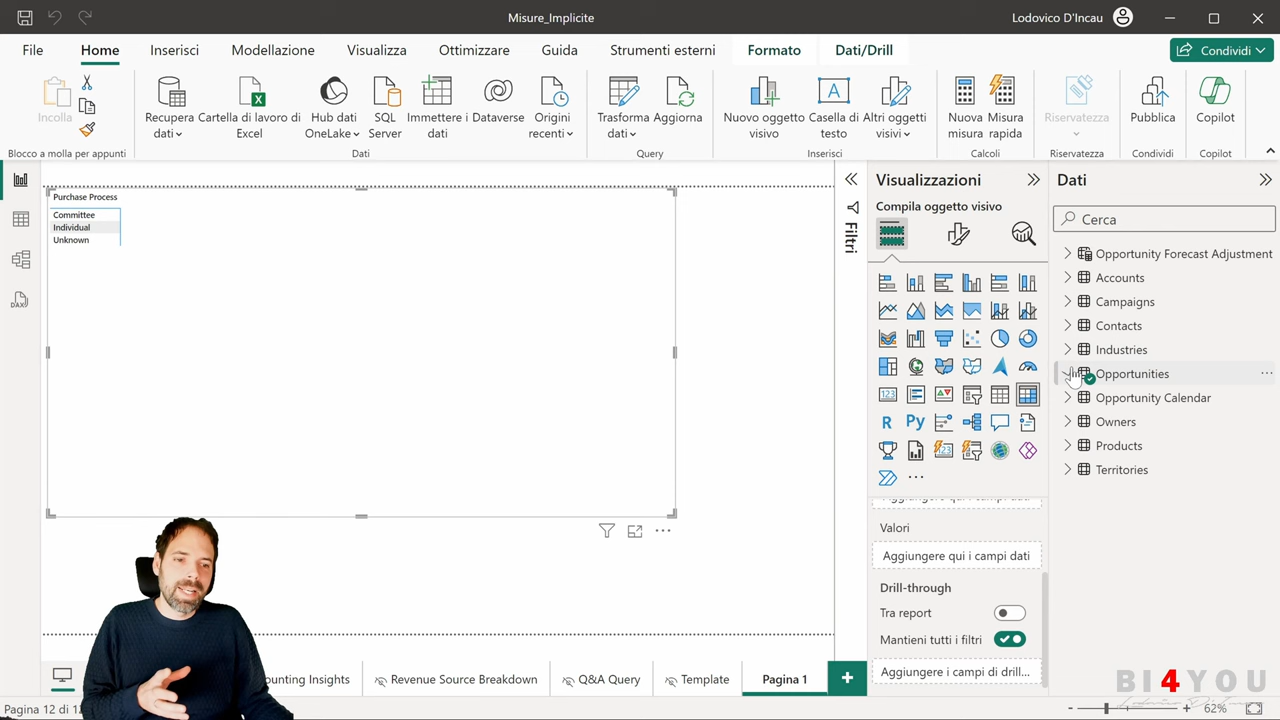 Misure_Implicite
Lodovico D'Incau
File
Home
Inserisci
Modellazione
Visualizza
Ottimizzare
Guida
Strumenti esterni
Formato
Dati/Drill
Condividi
Incolla
Recupera
dati
Cartella di lavoro di
Excel
Hub dati
OneLake
SQL
Server
Immettere i
dati
Dataverse
Origini
recenti
Trasforma
dati
Aggiorna
Nuovo oggetto
visivo
Casella di
testo
Altri oggetti
visivi
Nuova
misura
Misura
rapida
Riservatezza
Pubblica
Copilot
Blocco a molla per appunti
Dati
Query
Inserisci
Calcoli
Riservatezza
Condividi
Copilot
Purchase Process
Committee
Individual
Unknown
Filtri
Visualizzazioni
Compila oggetto visivo
Valori
Aggiungere qui i campi dati
Drill-through
Tra report
Mantieni tutti i filtri
Aggiungere i campi di drill...
Dati
Cerca
Opportunity Forecast Adjustment
Accounts
Campaigns
Contacts
Industries
Opportunities
Opportunity Calendar
Owners
Products
Territories
Insights
Revenue Source Breakdown
Q&A Query
Template
Pagina 1
BI4YOU
Pagina 12 di
62%